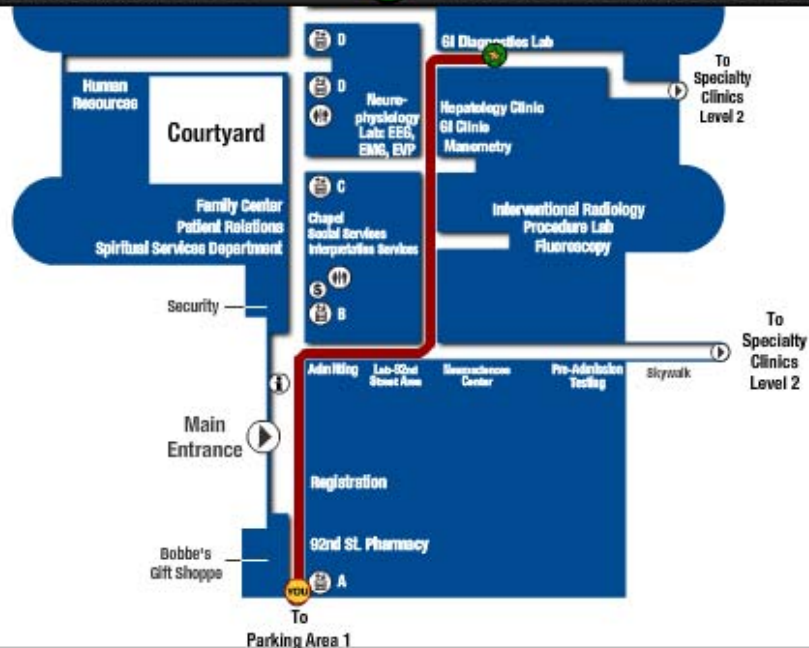 D
GI Diagnostics Lab
To
Specialty
Clinics
Level 2
Human
Resources
D
Courtyard
Neuro-
physiology
Lab: EEG,
EMG, EVP
Hepatology Clinic
GI Clinic
Manometry
C
Family Center
Patient Relations
Spiritual Services Department
Chapel
Social Services
Interpretation Services
Interventional Radiology
Procedure Lab
Fluoroscopy
S
B
Security
To
Specialty
Clinics
Level 2
Admitting
Lab-92nd
Street Area
Neurosciences
Center
Pre-Admission
Testing
Skywalk
i
Main
Entrance
Registration
92nd St. Pharmacy
Bobbe's
Gift Shoppe
YOU
A
To
Parking Area 1